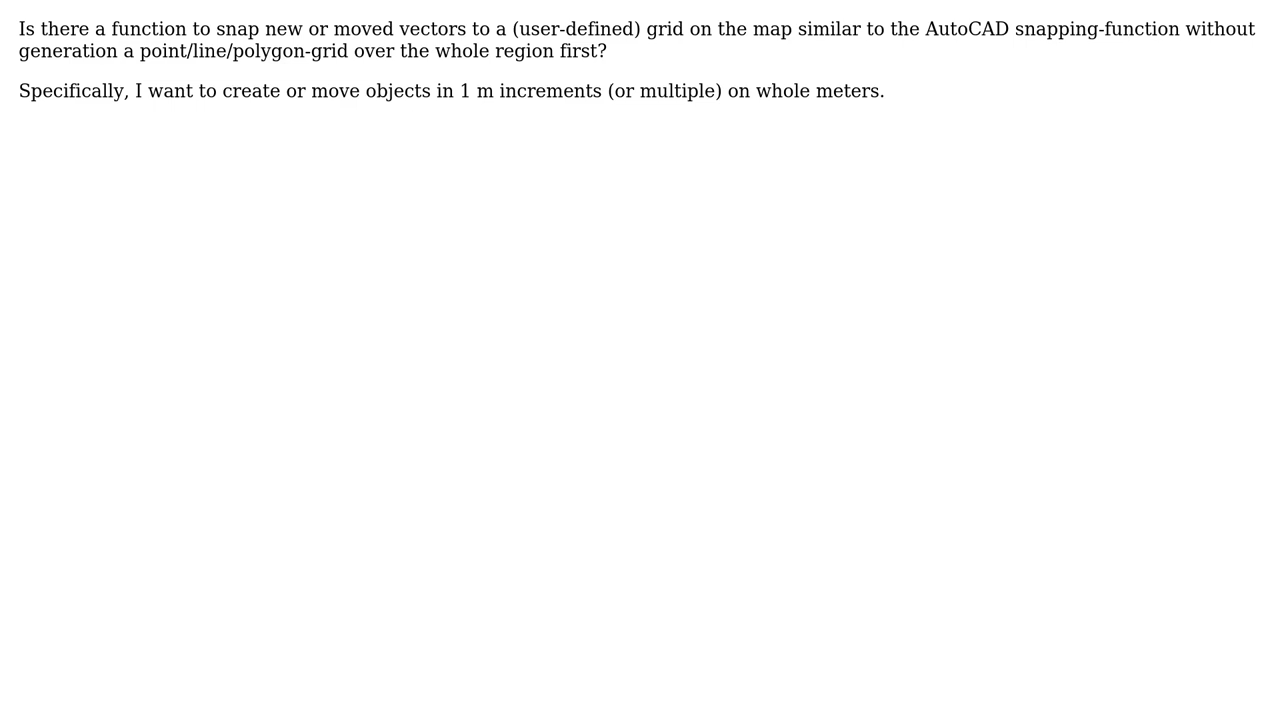 Is there a function to snap new or moved vectors to a (user-defined) grid on the map similar to the AutoCAD snapping-function without
generation a point/line/polygon-grid over the whole region first?
Specifically, I want to create or move objects in 1 m increments (or multiple) on whole meters.